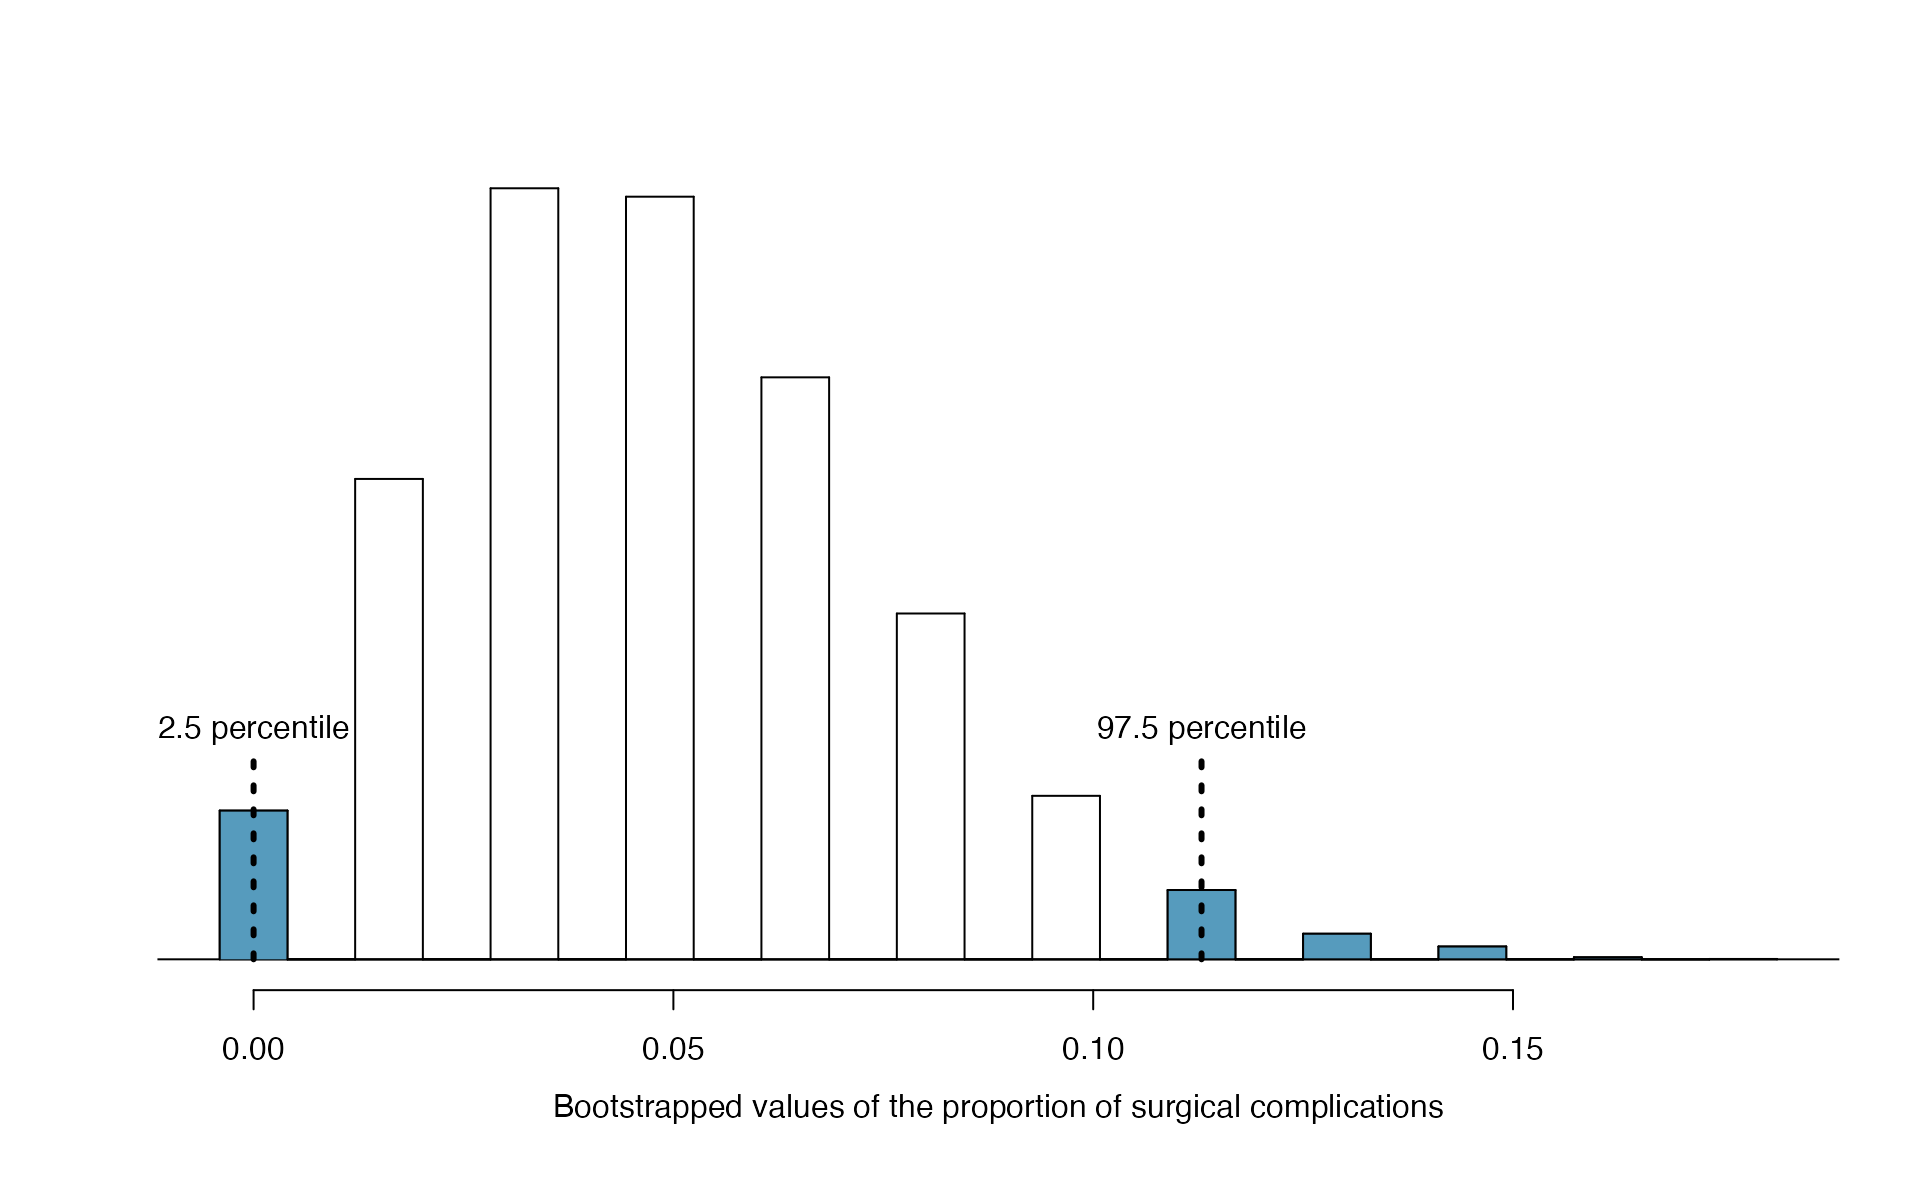 2.5 percentile
97.5 percentile
0.00
0.05
0.10
0.15
Bootstrapped values of the proportion of surgical complications